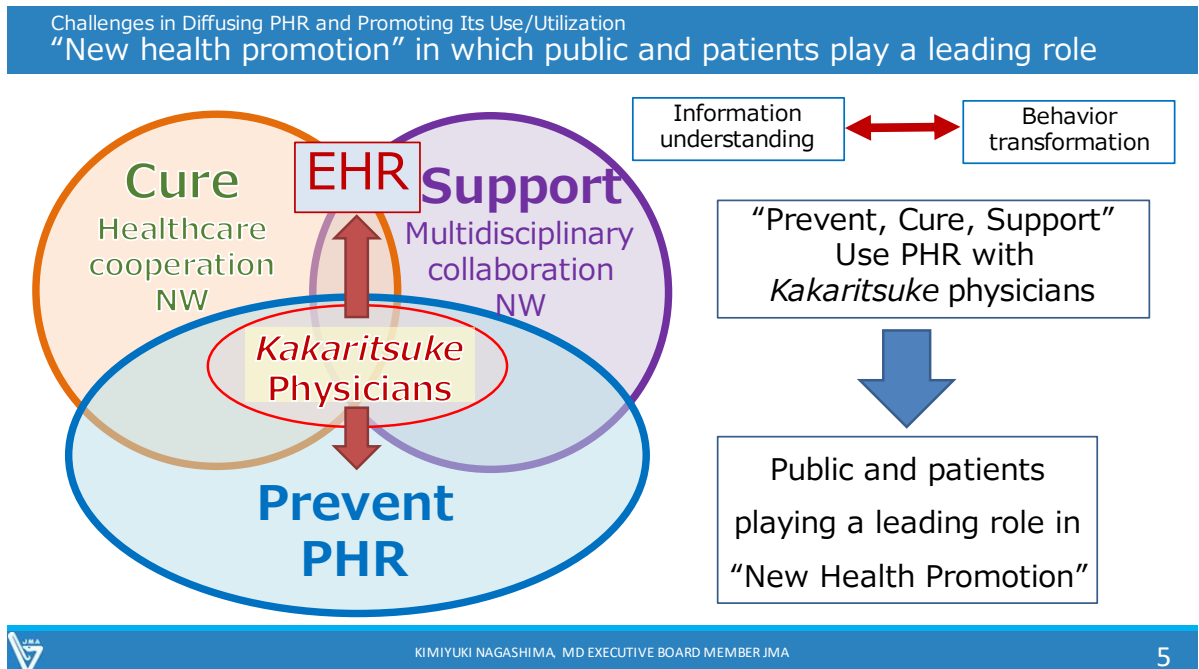 Challenges in Diffusing PHR and Promoting Its Use/Utilization
“New health promotion” in which public and patients play a leading role
Cure
Healthcare
cooperation
NW
EHR
Support
Multidisciplinary
collaboration
NW
Kakaritsuke
Physicians
Prevent
PHR
Information
understanding
Behavior
transformation
“Prevent, Cure, Support”
Use PHR with
Kakaritsuke physicians
Public and patients
playing a leading role in
“New Health Promotion”
JMA
KIMIYUKI NAGASHIMA, MD EXECUTIVE BOARD MEMBER JMA
5